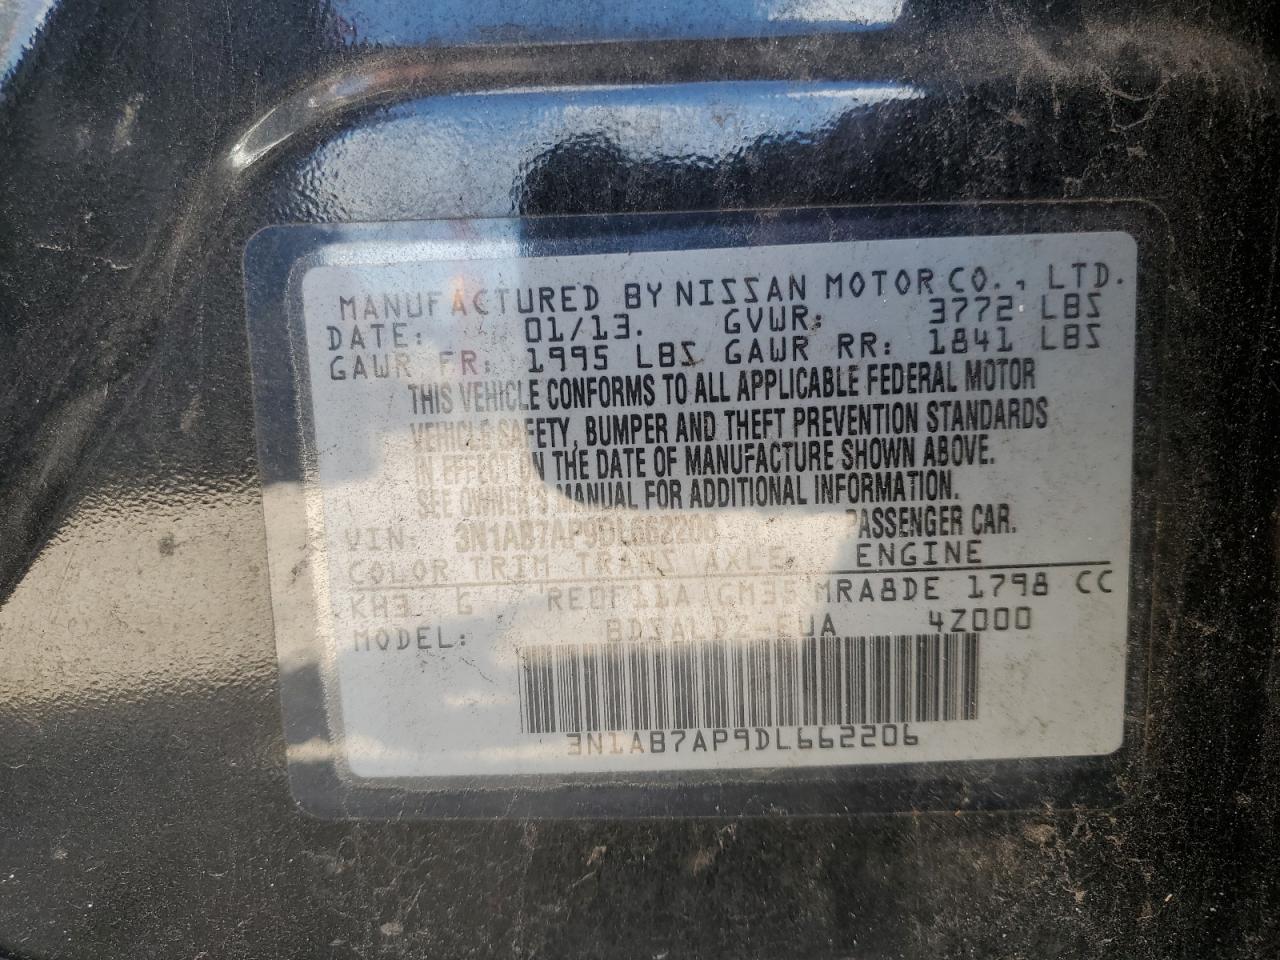 MANUFACTURED BY NISSAN MOTOR CO., LTD.
DATE: 01/13. GVWR: 3772 LBS
GAWR FR: 1995 LBS GAWR RR: 1841 LBS
THIS VEHICLE CONFORMS TO ALL APPLICABLE FEDERAL MOTOR
VEHICLE SAFETY, BUMPER AND THEFT PREVENTION STANDARDS
IN EFFECT ON THE DATE OF MANUFACTURE SHOWN ABOVE.
SEE OWNER'S MANUAL FOR ADDITIONAL INFORMATION.
VIN: 3N1AB7AP9DL662206 PASSENGER CAR.
COLOR TRIM TRANS AXLE ENGINE
KH3 G RE0F11A GM35 MRA8DE 1798 CC
MODEL: 4Z000
3N1AB7AP9DL662206